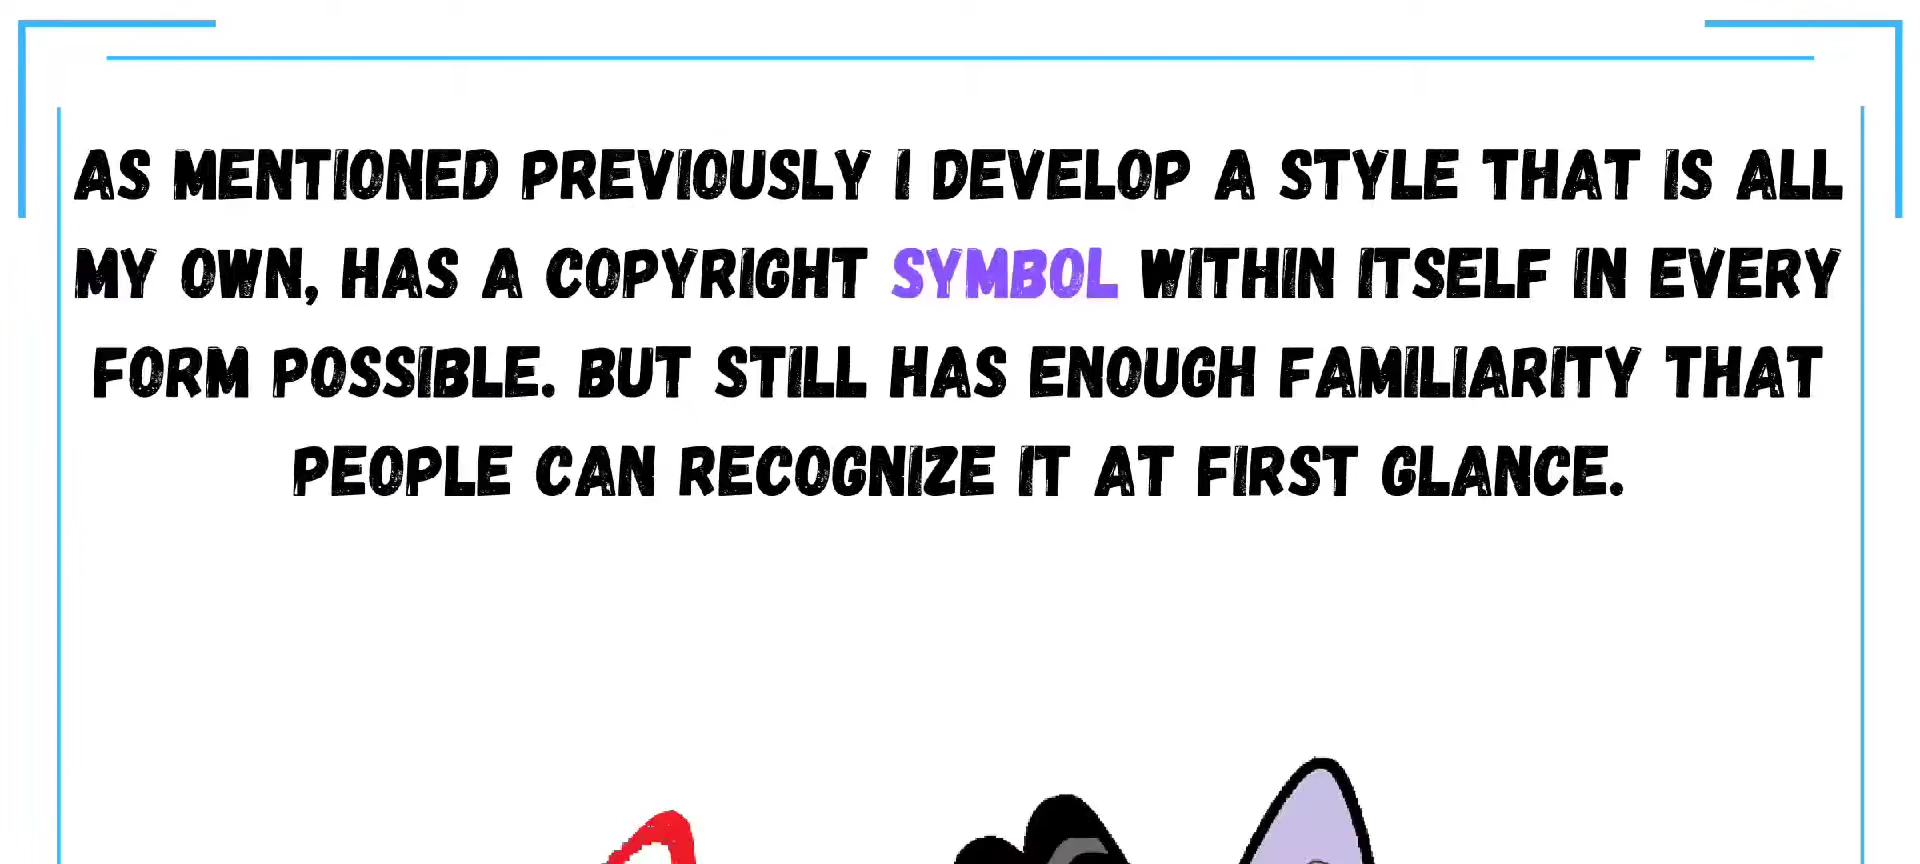 AS MENTIONED PREVIOUSLY I DEVELOP A STYLE THAT IS ALL
MY OWN, HAS A COPYRIGHT SYMBOL WITHIN ITSELF IN EVERY
FORM POSSIBLE. BUT STILL HAS ENOUGH FAMILIARITY THAT
PEOPLE CAN RECOGNIZE IT AT FIRST GLANCE.